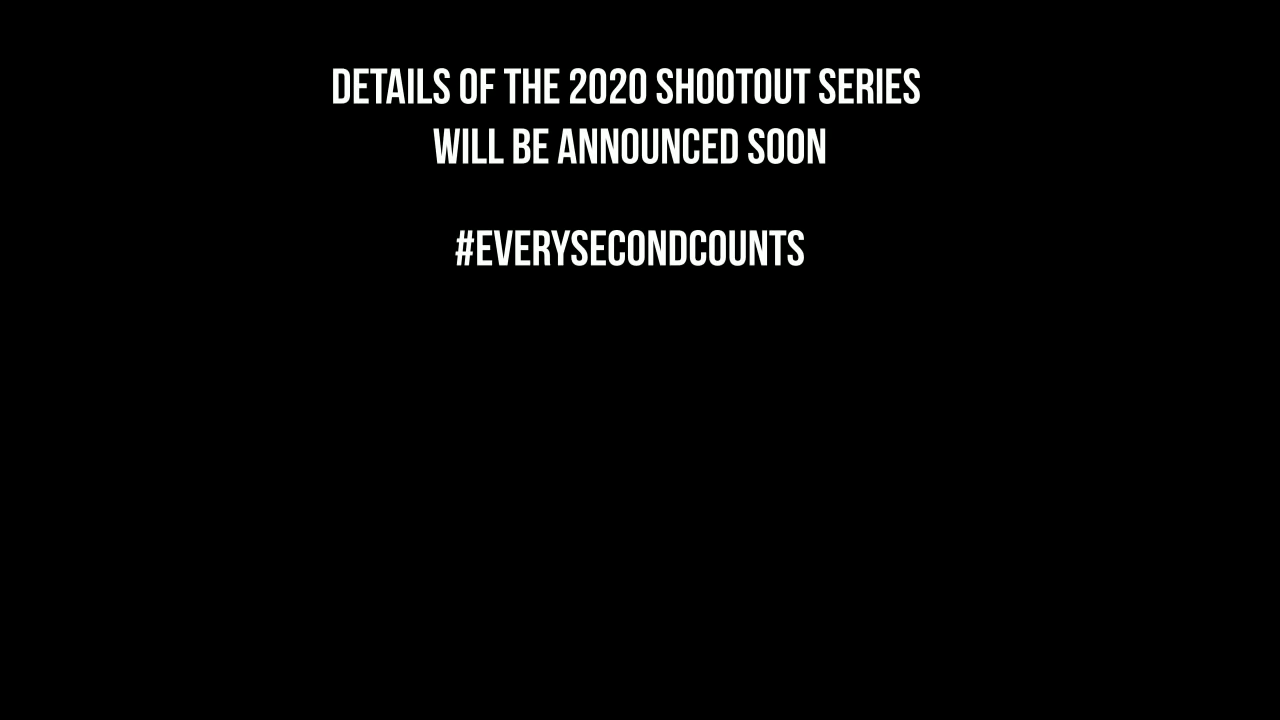 DETAILS OF THE 2020 SHOOTOUT SERIES
WILL BE ANNOUNCED SOON
#EVERYSECONDCOUNTS